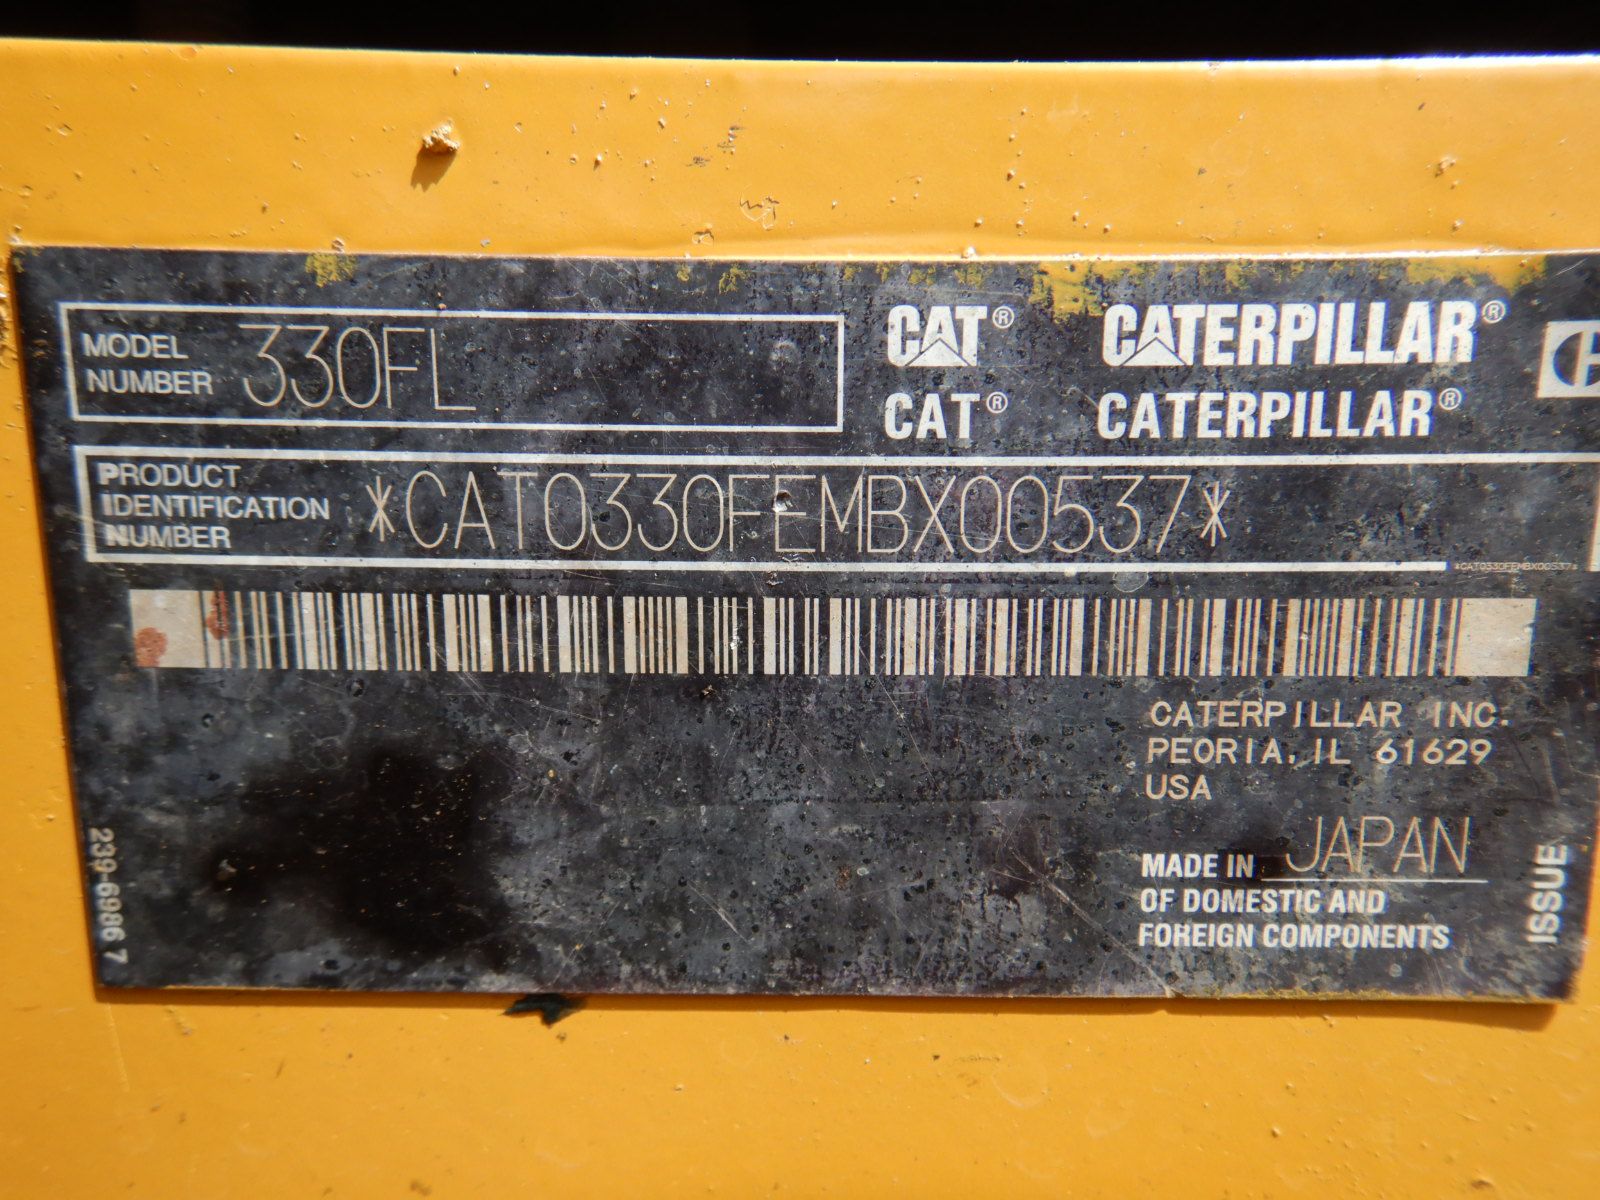 MODEL NUMBER 330FL
CAT® CATERPILLAR®
CAT® CATERPILLAR®
PRODUCT IDENTIFICATION NUMBER *CAT0330FEMBX00537*
*CAT0330FEMBX00537*
CATERPILLAR INC.
PEORIA, IL 61629
USA
MADE IN JAPAN
OF DOMESTIC AND
FOREIGN COMPONENTS
239-6986 7
ISSUE